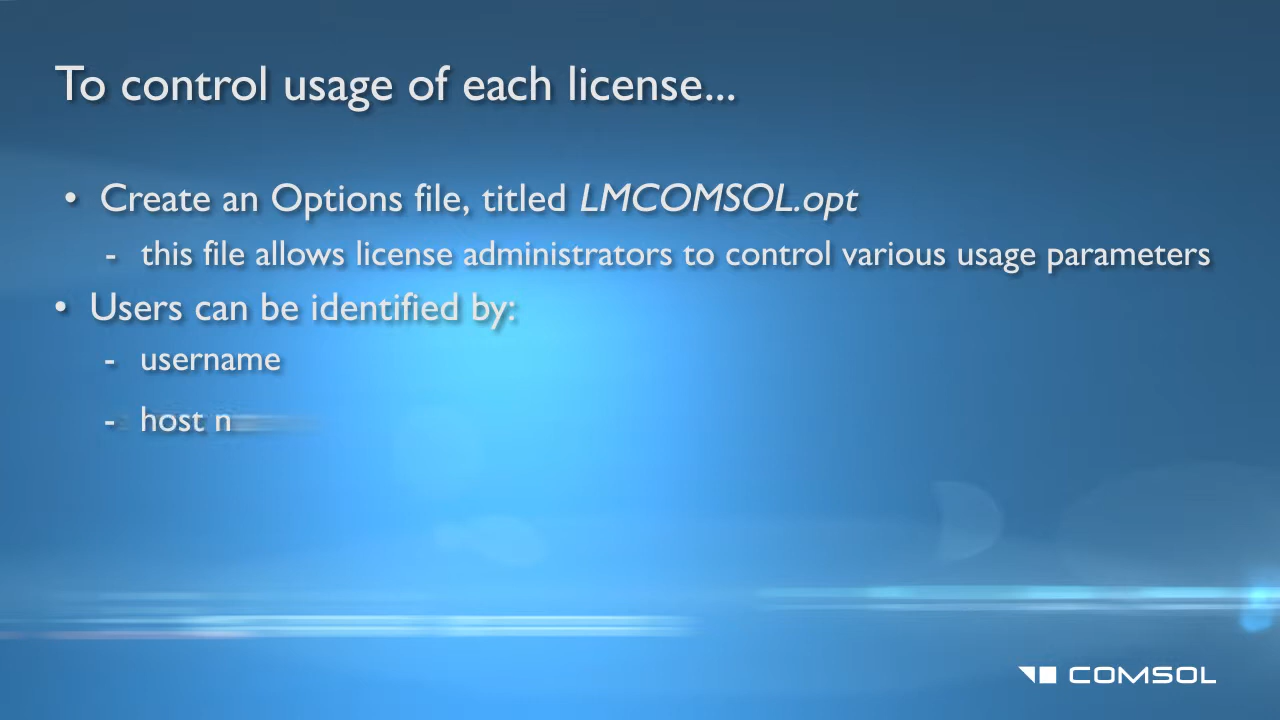 To control usage of each license...
• Create an Options file, titled LMCOMSOL.opt
- this file allows license administrators to control various usage parameters
• Users can be identified by:
- username
- host n
COMSOL